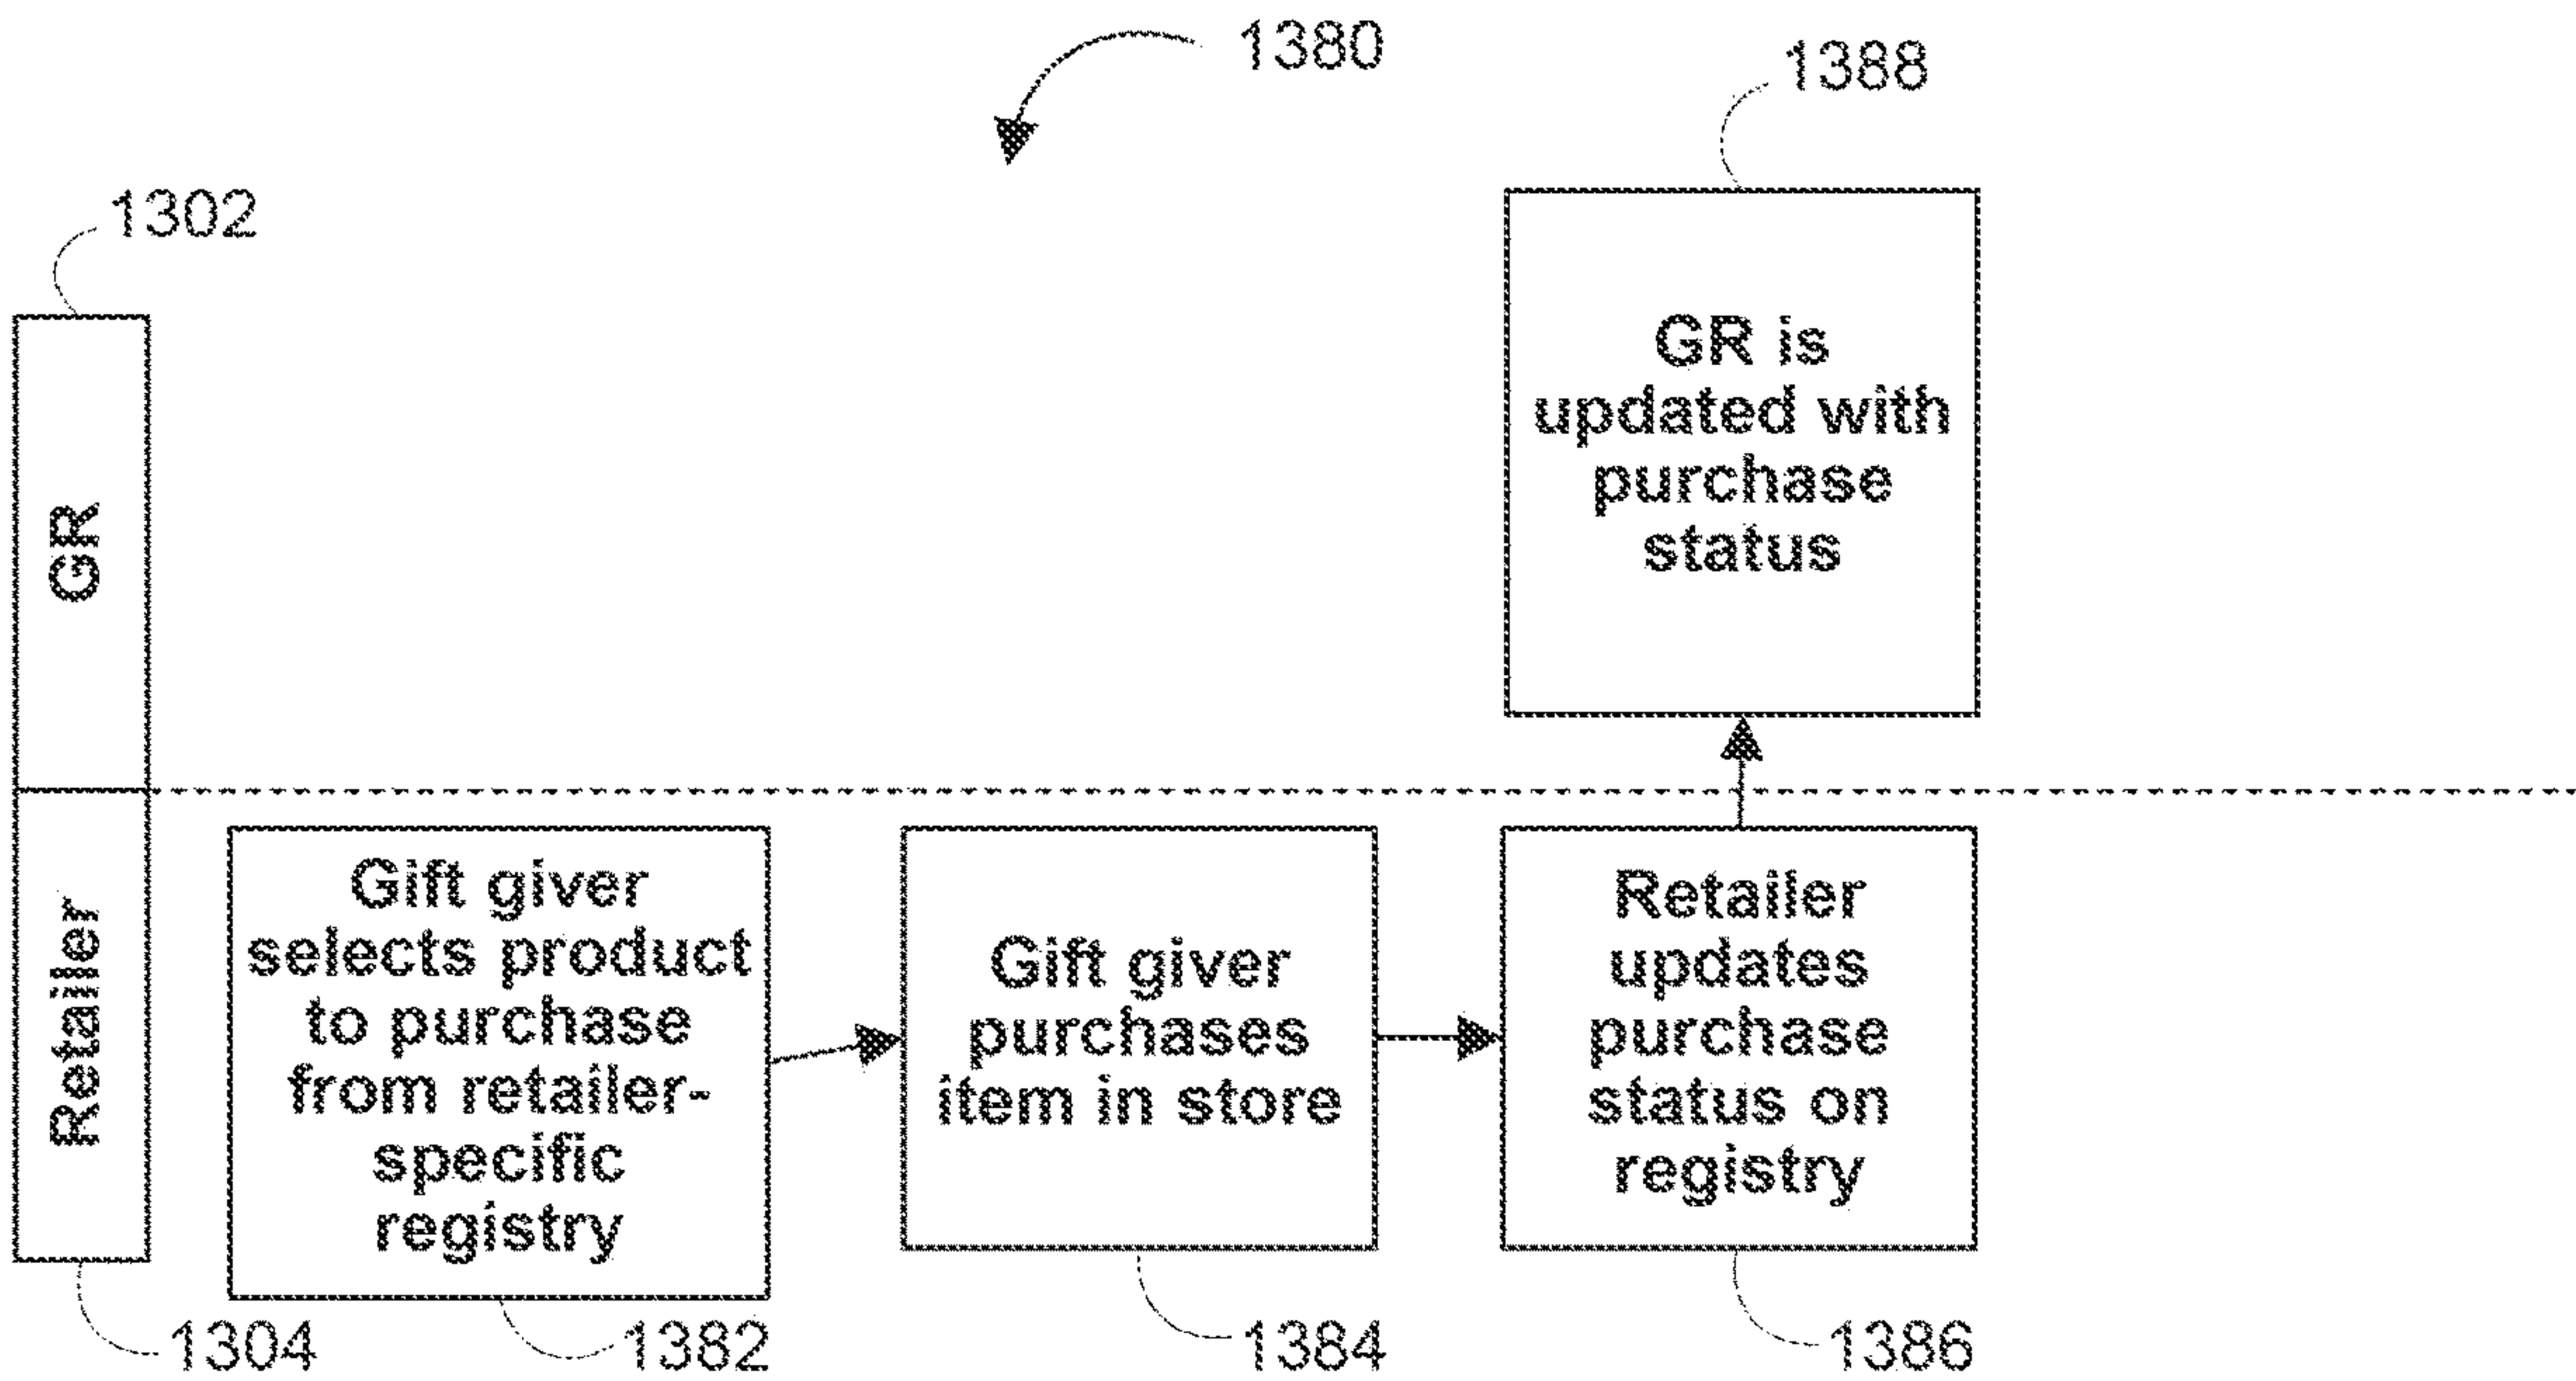 1380
1388
1302
GR
GR is
updated with
purchase
status
Retailer
Gift giver
selects product
to purchase
from retailer-
specific
registry
Gift giver
purchases
item in store
Retailer
updates
purchase
status on
registry
1304
1382
1384
1386